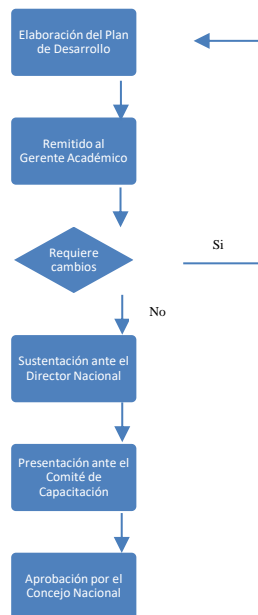 Elaboración del Plan
de Desarrollo
Remitido al
Gerente Académico
Requiere
cambios
Si
No
Sustentación ante el
Director Nacional
Presentación ante el
Comité de
Capacitación
Aprobación por el
Concejo Nacional